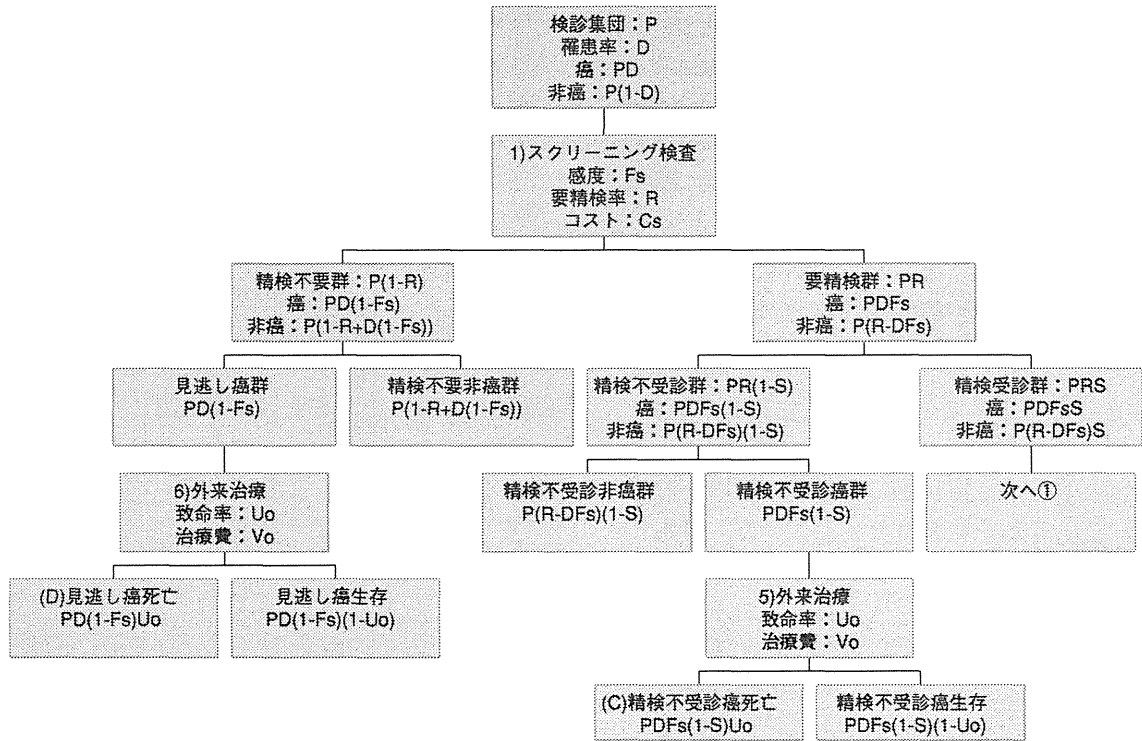 検診集団：P
罹患率：D
癌：PD
非癌：P(1-D)
1)スクリーニング検査
感度：Fs
要精検率：R
コスト：Cs
精検不要群：P(1-R)
癌：PD(1-Fs)
非癌：P(1-R+D(1-Fs))
要精検群：PR
癌：PDFs
非癌：P(R-DFs)
見逃し癌群
PD(1-Fs)
精検不要非癌群
P(1-R+D(1-Fs))
精検不受診群：PR(1-S)
癌：PDFs(1-S)
非癌：P(R-DFs)(1-S)
精検受診群：PRS
癌：PDFsS
非癌：P(R-DFs)S
6)外来治療
致命率：Uo
治療費：Vo
精検不受診非癌群
P(R-DFs)(1-S)
精検不受診癌群
PDFs(1-S)
次へ①
(D)見逃し癌死亡
PD(1-Fs)Uo
見逃し癌生存
PD(1-Fs)(1-Uo)
5)外来治療
致命率：Uo
治療費：Vo
(C)精検不受診癌死亡
PDFs(1-S)Uo
精検不受診癌生存
PDFs(1-S)(1-Uo)